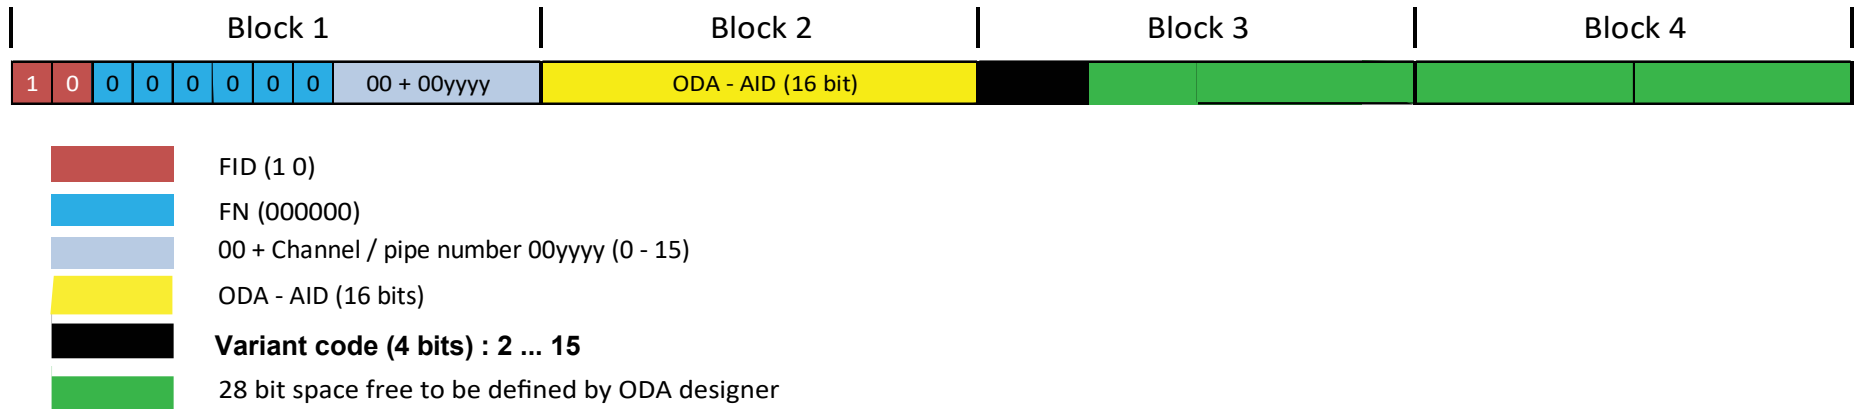 Block 1 Block 2 Block 3 Block 4
1 0 0 0 0 0 0 0 00 + 00yyyy ODA - AID (16 bit)
FID (1 0)
FN (000000)
00 + Channel / pipe number 00yyyy (0 - 15)
ODA - AID (16 bits)
Variant code (4 bits) : 2 ... 15
28 bit space free to be defined by ODA designer